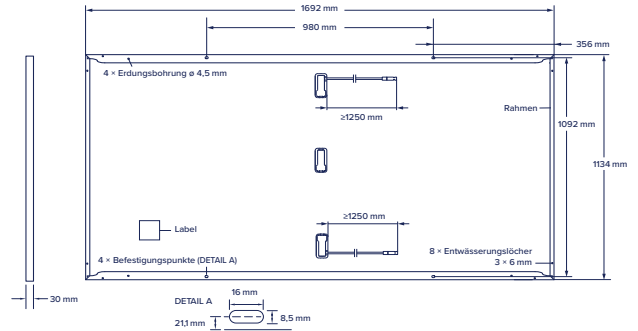 1692 mm
980 mm
356 mm
4 × Erdungsbohrung ø 4,5 mm
≥1250 mm
Rahmen
1092 mm
1134 mm
≥1250 mm
Label
8 × Entwässerungslöcher
3 × 6 mm
4 × Befestigungspunkte (DETAIL A)
30 mm
DETAIL A
16 mm
8,5 mm
21,1 mm